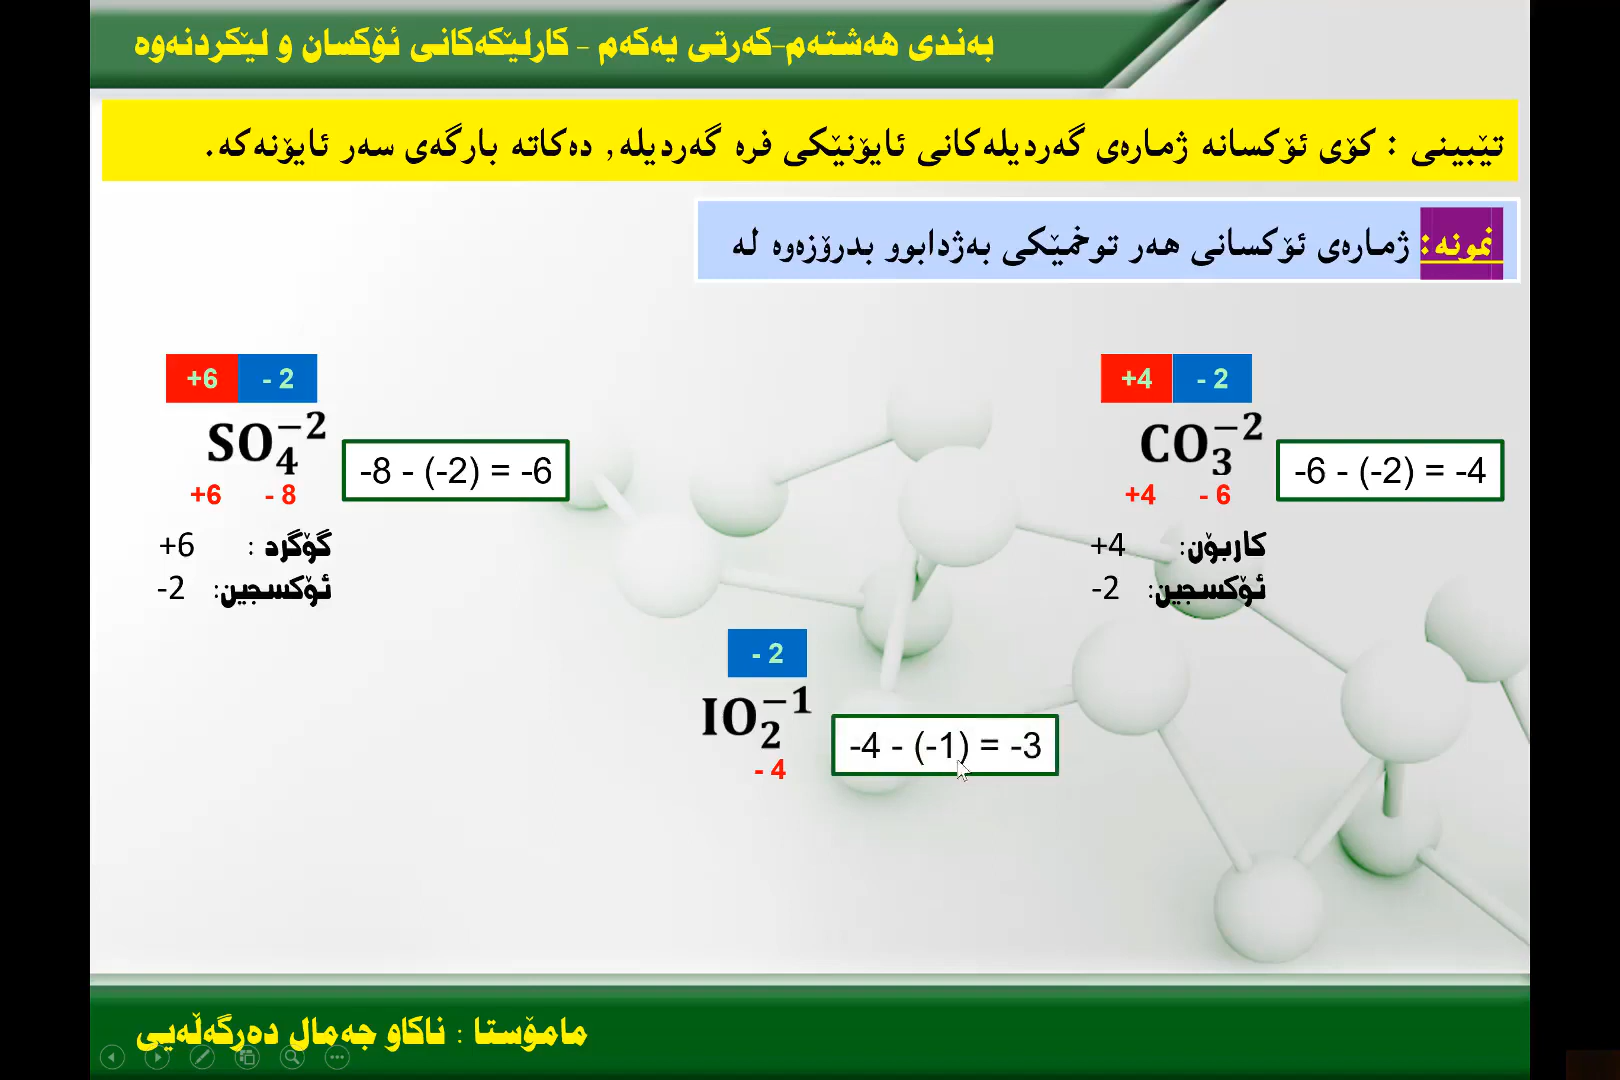 بەندی هەشتەم-کەرتی یەکەم - کارلێکەکانی ئۆکسان و لێکردنەوە
تێبینی : کۆی ئۆکسانە ژمارەی گەردیلەکانی ئایۆنێکی فرە گەردیلە, دەکاتە بارگەی سەر ئایۆنەکە.
نموونە: ژمارەی ئۆکسانی هەر توخمێکی بەژدابوو بدرۆزەوە لە
+4 - 2
CO₃⁻²
-6 - (-2) = -4
+4 - 6
کاربۆن: +4
ئۆکسجین: -2
+6 - 2
SO₄⁻²
-8 - (-2) = -6
+6 - 8
گۆگرد : +6
ئۆکسجین: -2
- 2
IO₂⁻¹
-4 - (-1) = -3
- 4
مامۆستا : ناکاو جەمال دەرگەڵەیی